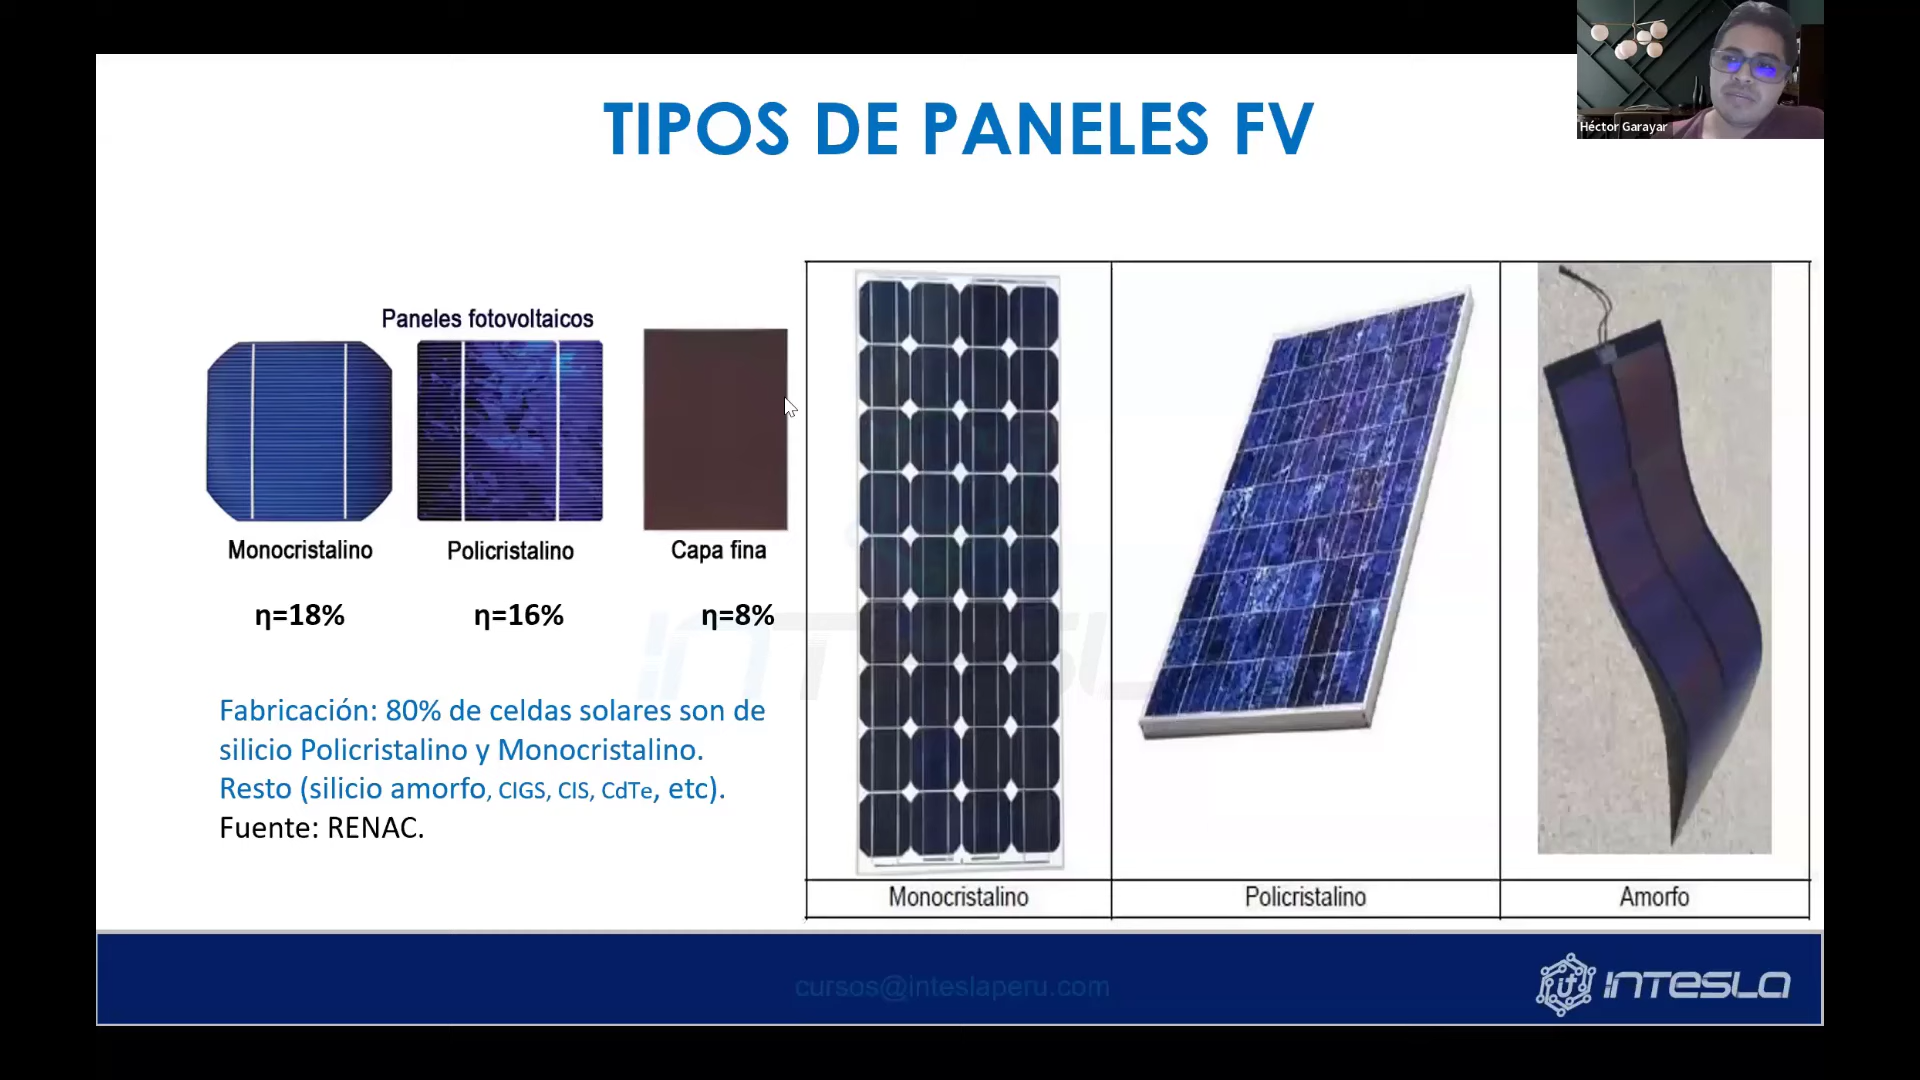 Héctor Garayar
TIPOS DE PANELES FV
Paneles fotovoltaicos
Monocristalino
Policristalino
Capa fina
η=18%
η=16%
η=8%
Fabricación: 80% de celdas solares son de
silicio Policristalino y Monocristalino.
Resto (silicio amorfo, CIGS, CIS, CdTe, etc).
Fuente: RENAC.
Monocristalino
Policristalino
Amorfo
INTESLA
cursos@inteslaperu.com
INTESLA